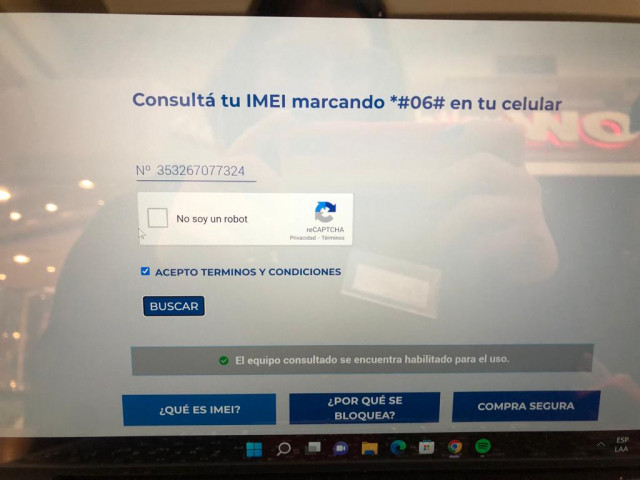 Consultá tu IMEI marcando *#06# en tu celular
Nº 353267077324
No soy un robot
reCAPTCHA
Privacidad - Términos
ACEPTO TERMINOS Y CONDICIONES
BUSCAR
El equipo consultado se encuentra habilitado para el uso.
¿QUÉ ES IMEI?
¿POR QUÉ SE
BLOQUEA?
COMPRA SEGURA
ESP
LAA